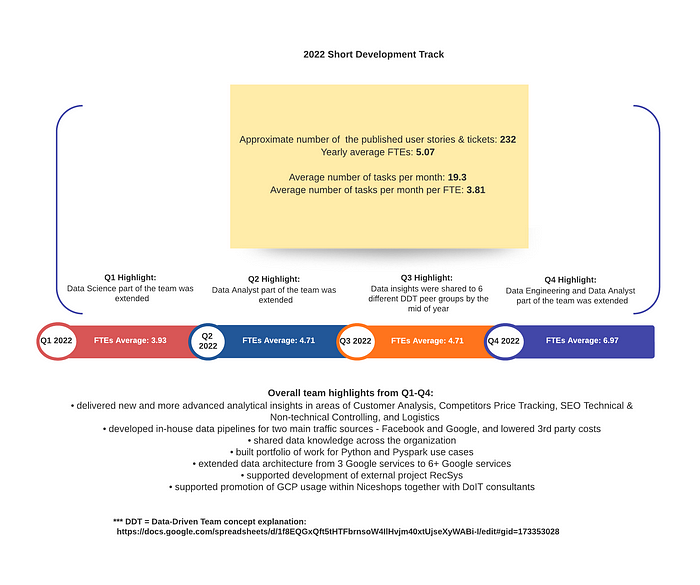 2022 Short Development Track
Approximate number of the published user stories & tickets: 232
Yearly average FTEs: 5.07
Average number of tasks per month: 19.3
Average number of tasks per month per FTE: 3.81
Q1 Highlight:
Data Science part of the team was
extended
Q2 Highlight:
Data Analyst part of the team was
extended
Q3 Highlight:
Data insights were shared to 6
different DDT peer groups by the
mid of year
Q4 Highlight:
Data Engineering and Data Analyst
part of the team was extended
Q1 2022
FTEs Average: 3.93
Q2
2022
FTEs Average: 4.71
Q3 2022
FTEs Average: 4.71
Q4 2022
FTEs Average: 6.97
Overall team highlights from Q1-Q4:
• delivered new and more advanced analytical insights in areas of Customer Analysis, Competitors Price Tracking, SEO Technical &
Non-technical Controlling, and Logistics
• developed in-house data pipelines for two main traffic sources - Facebook and Google, and lowered 3rd party costs
• shared data knowledge across the organization
• built portfolio of work for Python and Pyspark use cases
• extended data architecture from 3 Google services to 6+ Google services
• supported development of external project RecSys
• supported promotion of GCP usage within Niceshops together with DoIT consultants
*** DDT = Data-Driven Team concept explanation:
https://docs.google.com/spreadsheets/d/1f8EQGxQft5tHTFbrnsoW4IlHvjm40xtUjseXyWABi-I/edit#gid=173353028